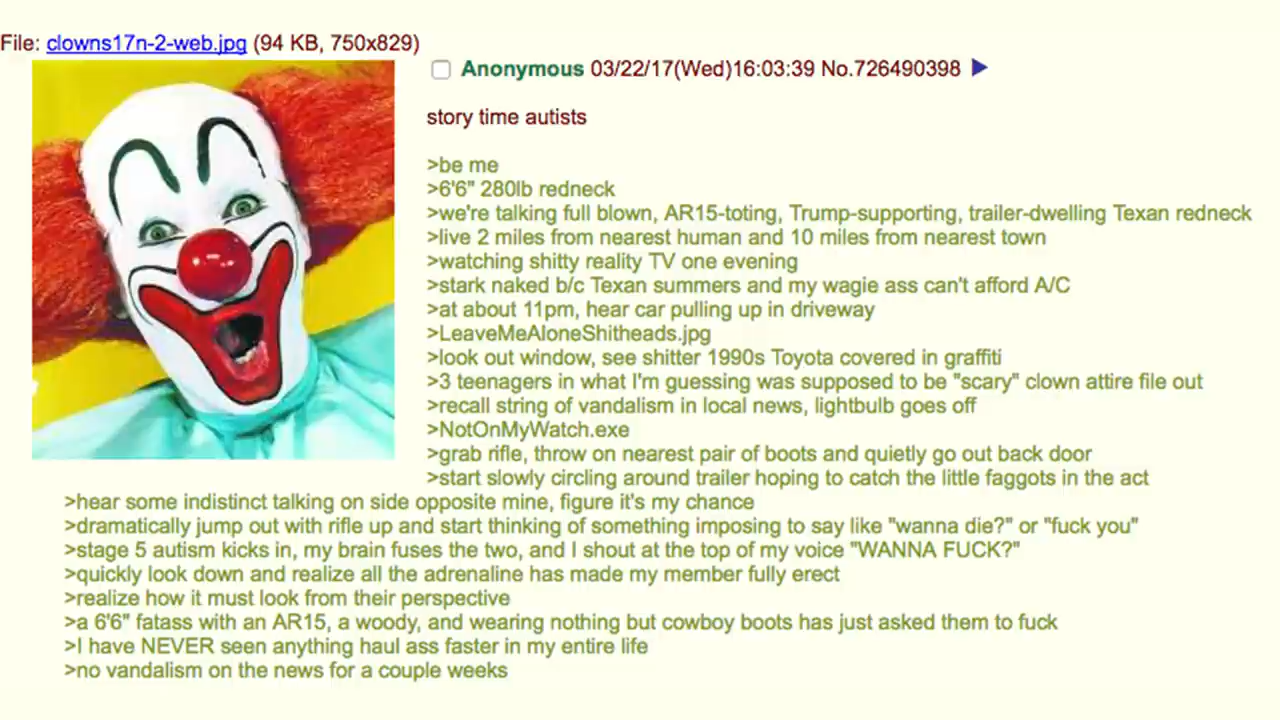 File: clowns17n-2-web.jpg (94 KB, 750x829)
Anonymous 03/22/17(Wed)16:03:39 No.726490398
story time autists
>be me
>6'6" 280lb redneck
>we're talking full blown, AR15-toting, Trump-supporting, trailer-dwelling Texan redneck
>live 2 miles from nearest human and 10 miles from nearest town
>watching shitty reality TV one evening
>stark naked b/c Texan summers and my wagie ass can't afford A/C
>at about 11pm, hear car pulling up in driveway
>LeaveMeAloneShitheads.jpg
>look out window, see shitter 1990s Toyota covered in graffiti
>3 teenagers in what I'm guessing was supposed to be "scary" clown attire file out
>recall string of vandalism in local news, lightbulb goes off
>NotOnMyWatch.exe
>grab rifle, throw on nearest pair of boots and quietly go out back door
>start slowly circling around trailer hoping to catch the little faggots in the act
>hear some indistinct talking on side opposite mine, figure it's my chance
>dramatically jump out with rifle up and start thinking of something imposing to say like "wanna die?" or "fuck you"
>stage 5 autism kicks in, my brain fuses the two, and I shout at the top of my voice "WANNA FUCK?"
>quickly look down and realize all the adrenaline has made my member fully erect
>realize how it must look from their perspective
>a 6'6" fatass with an AR15, a woody, and wearing nothing but cowboy boots has just asked them to fuck
>I have NEVER seen anything haul ass faster in my entire life
>no vandalism on the news for a couple weeks